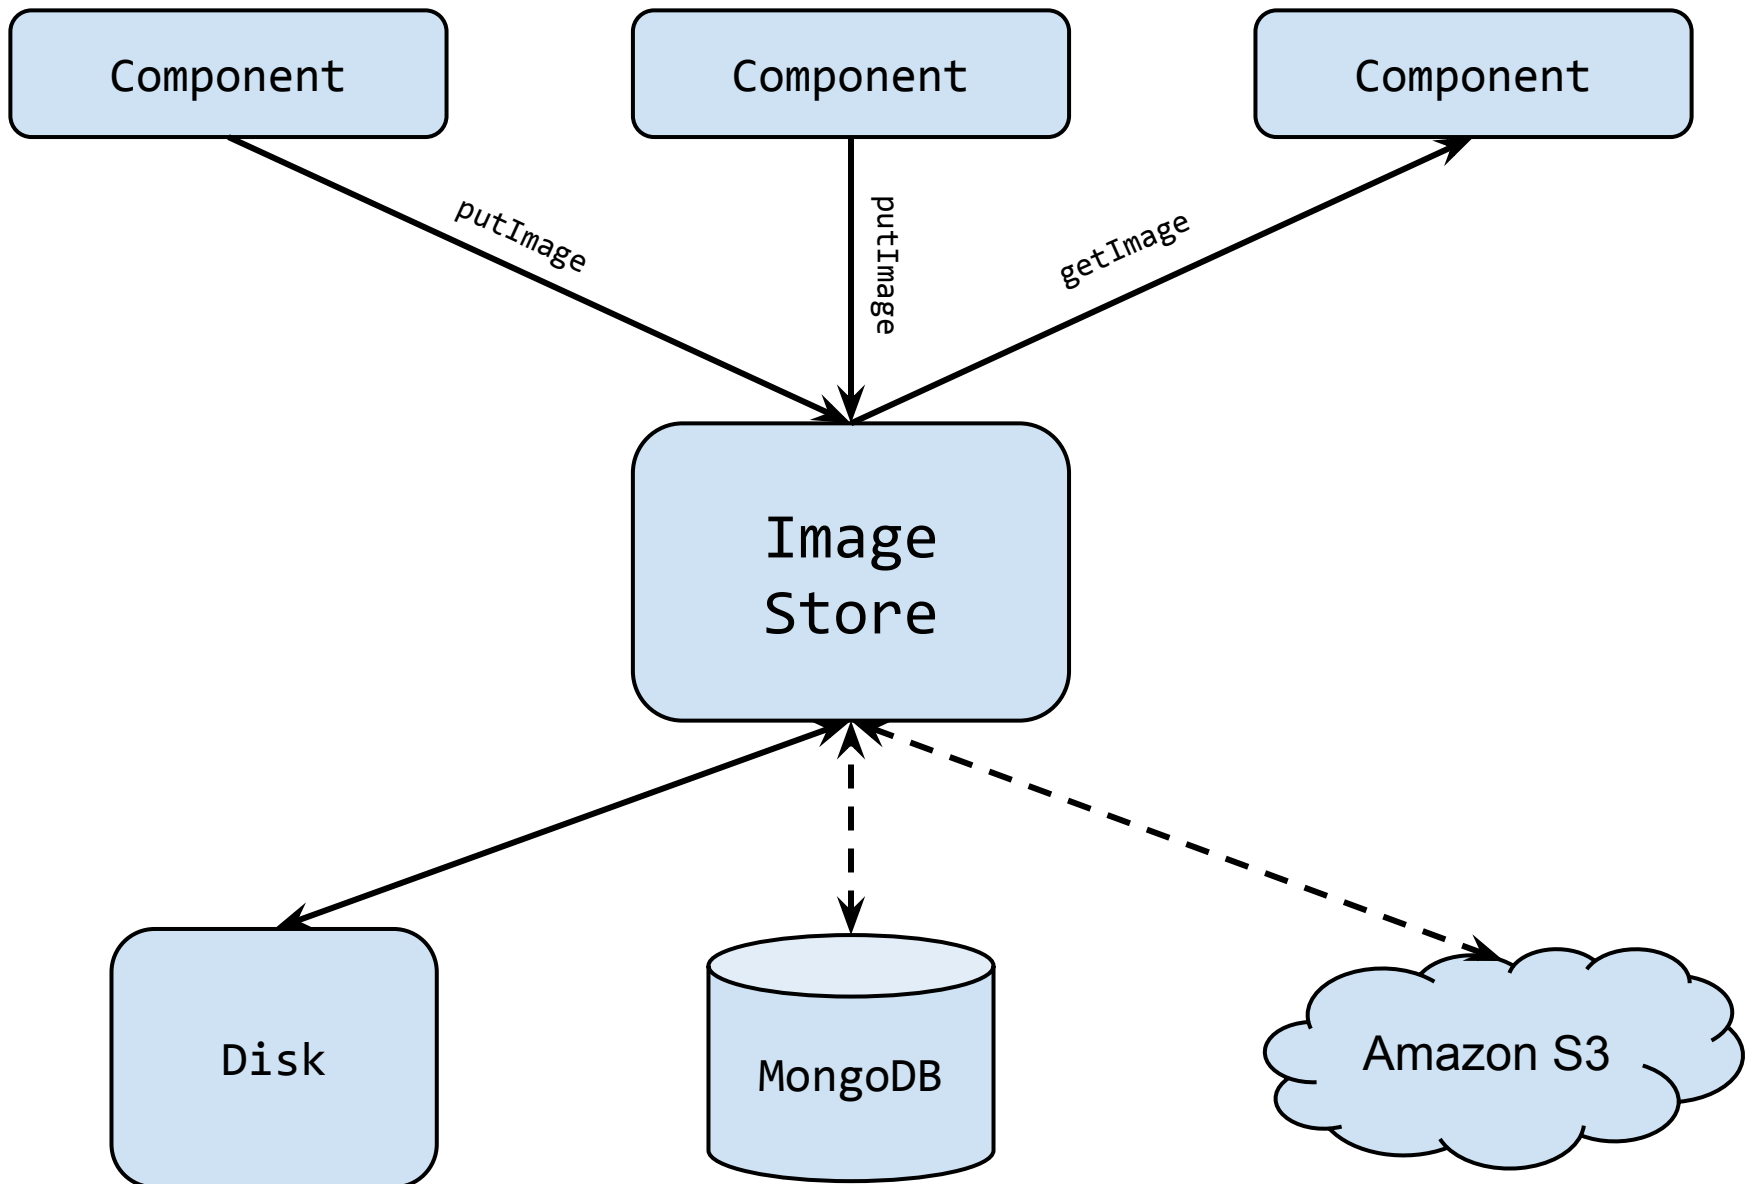 Component
Component
Component
putImage
putImage
getImage
Image
Store
Disk
MongoDB
Amazon S3